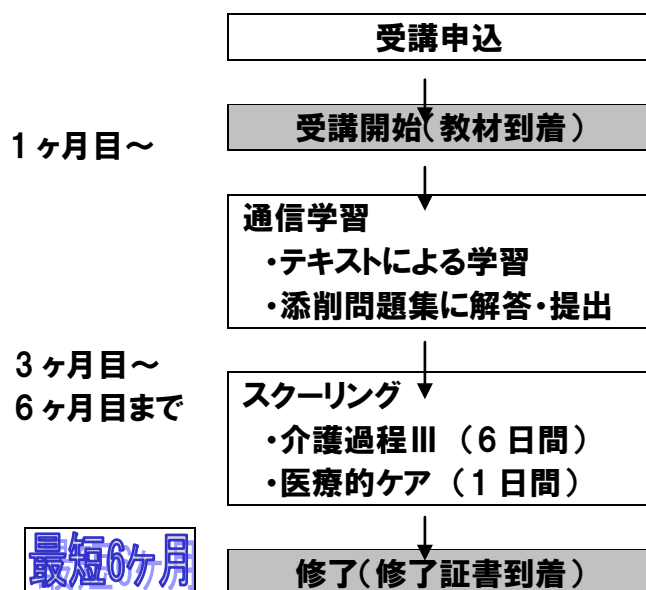 受講申込
1ヶ月目～
受講開始(教材到着)
通信学習
・テキストによる学習
・添削問題集に解答・提出
3ヶ月目～
6ヶ月目まで
スクーリング
・介護過程Ⅲ (6日間)
・医療的ケア (1日間)
最短6ケ月
修了(修了証書到着)